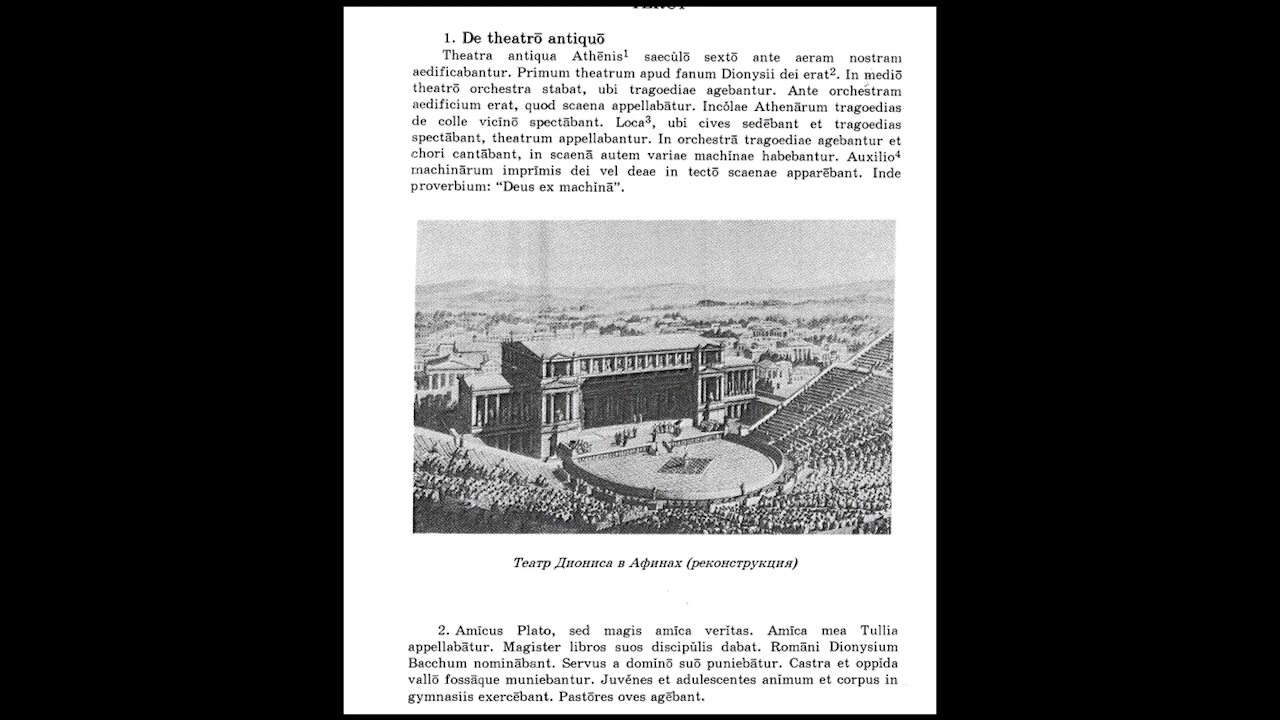 1. De theatrō antiquō
Theatra antiqua Athēnis¹ saecŭlō sextō ante aeram nostram
aedificabantur. Primum theatrum apud fanum Dionysii dei erat². In mediō
theatrō orchestra stabat, ubi tragoediae agebantur. Ante orchestram
aedificium erat, quod scaena appellabātur. Incŏlae Athenārum tragoedias
de colle vicīnō spectābant. Loca³, ubi cives sedēbant et tragoedias
spectābant, theatrum appellabantur. In orchestrā tragoediae agebantur et
chori cantābant, in scaenā autem variae machĭnae habebantur. Auxilio⁴
machinārum imprīmis dei vel deae in tectō scaenae apparēbant. Inde
proverbium: “Deus ex machĭnā”.
Театр Диониса в Афинах (реконструкция)
2. Amīcus Plato, sed magis amīca verĭtas. Amīca mea Tullia
appellabātur. Magister libros suos discipŭlis dabat. Romāni Dionysium
Bacchum nominābant. Servus a domĭnō suō puniebātur. Castra et oppĭda
vallō fossāque muniebantur. Juvĕnes et adulescentes anĭmum et corpus in
gymnasiis exercēbant. Pastōres oves agēbant.